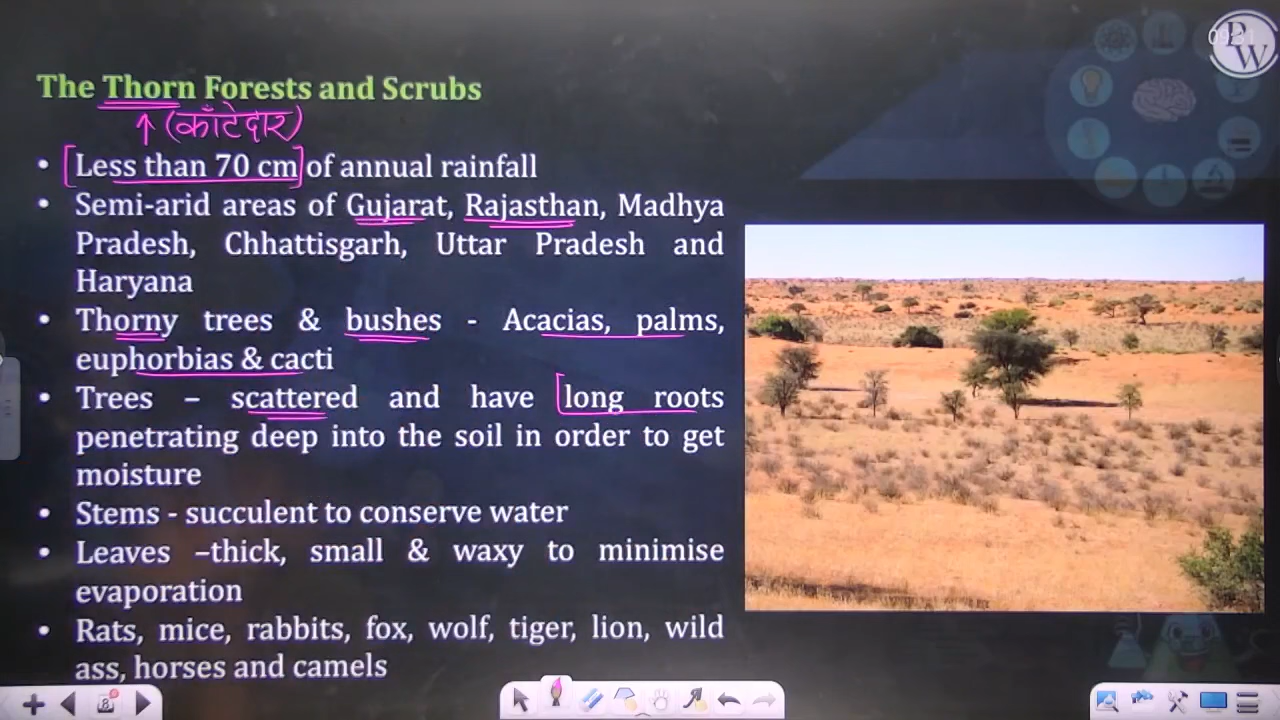 The Thorn Forests and Scrubs
(काँटेदार)
• Less than 70 cm of annual rainfall
• Semi-arid areas of Gujarat, Rajasthan, Madhya
Pradesh, Chhattisgarh, Uttar Pradesh and
Haryana
• Thorny trees & bushes - Acacias, palms,
euphorbias & cacti
• Trees – scattered and have long roots
penetrating deep into the soil in order to get
moisture
• Stems - succulent to conserve water
• Leaves –thick, small & waxy to minimise
evaporation
• Rats, mice, rabbits, fox, wolf, tiger, lion, wild
ass, horses and camels
PW
8